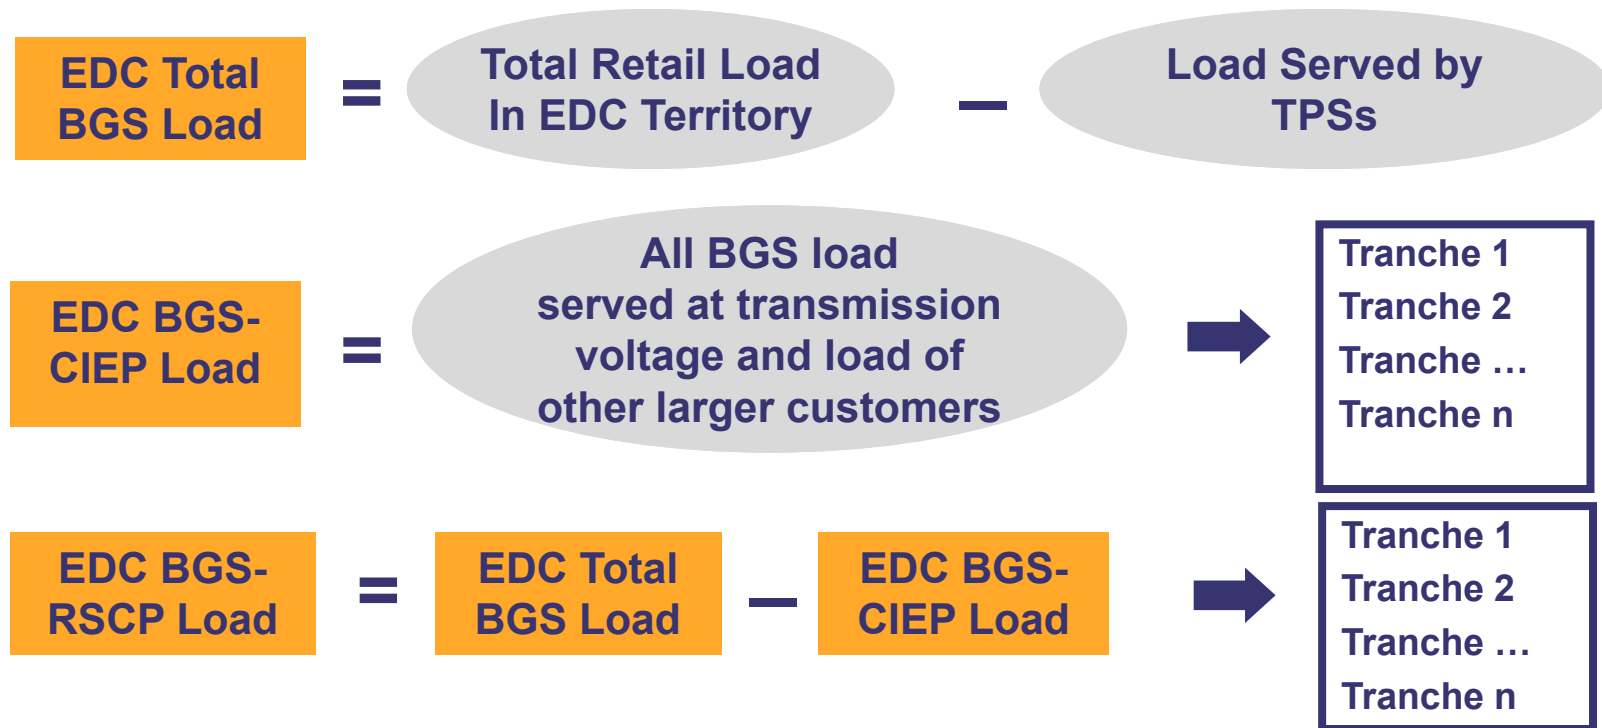 EDC Total
BGS Load
=
Total Retail Load
In EDC Territory
–
Load Served by
TPSs
EDC BGS-
CIEP Load
=
All BGS load
served at transmission
voltage and load of
other larger customers
Tranche 1
Tranche 2
Tranche …
Tranche n
EDC BGS-
RSCP Load
=
EDC Total
BGS Load
–
EDC BGS-
CIEP Load
Tranche 1
Tranche 2
Tranche …
Tranche n